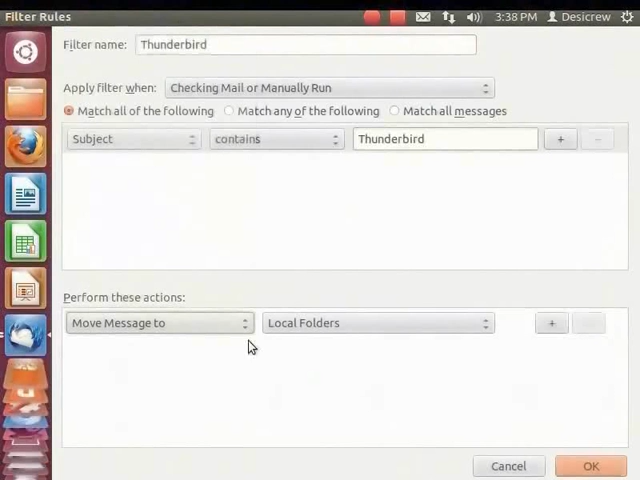 Filter Rules 3:38 PM Desicrew
Filter name: Thunderbird
Apply filter when: Checking Mail or Manually Run
Match all of the following Match any of the following Match all messages
Subject contains Thunderbird + −
Perform these actions:
Move Message to Local Folders +
Cancel OK